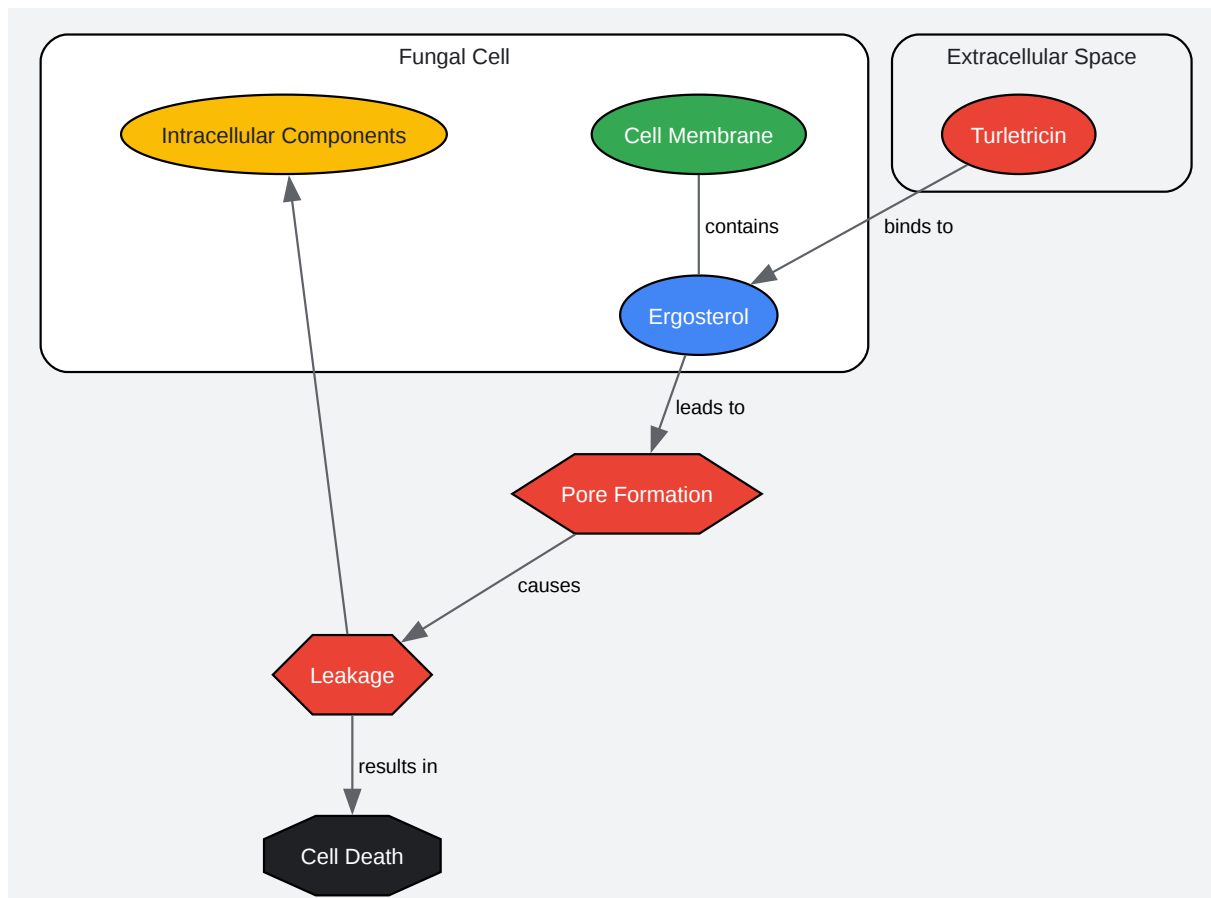 Fungal Cell
Extracellular Space
Intracellular Components
Cell Membrane
Turletricin
contains
binds to
Ergosterol
leads to
Pore Formation
causes
Leakage
results in
Cell Death